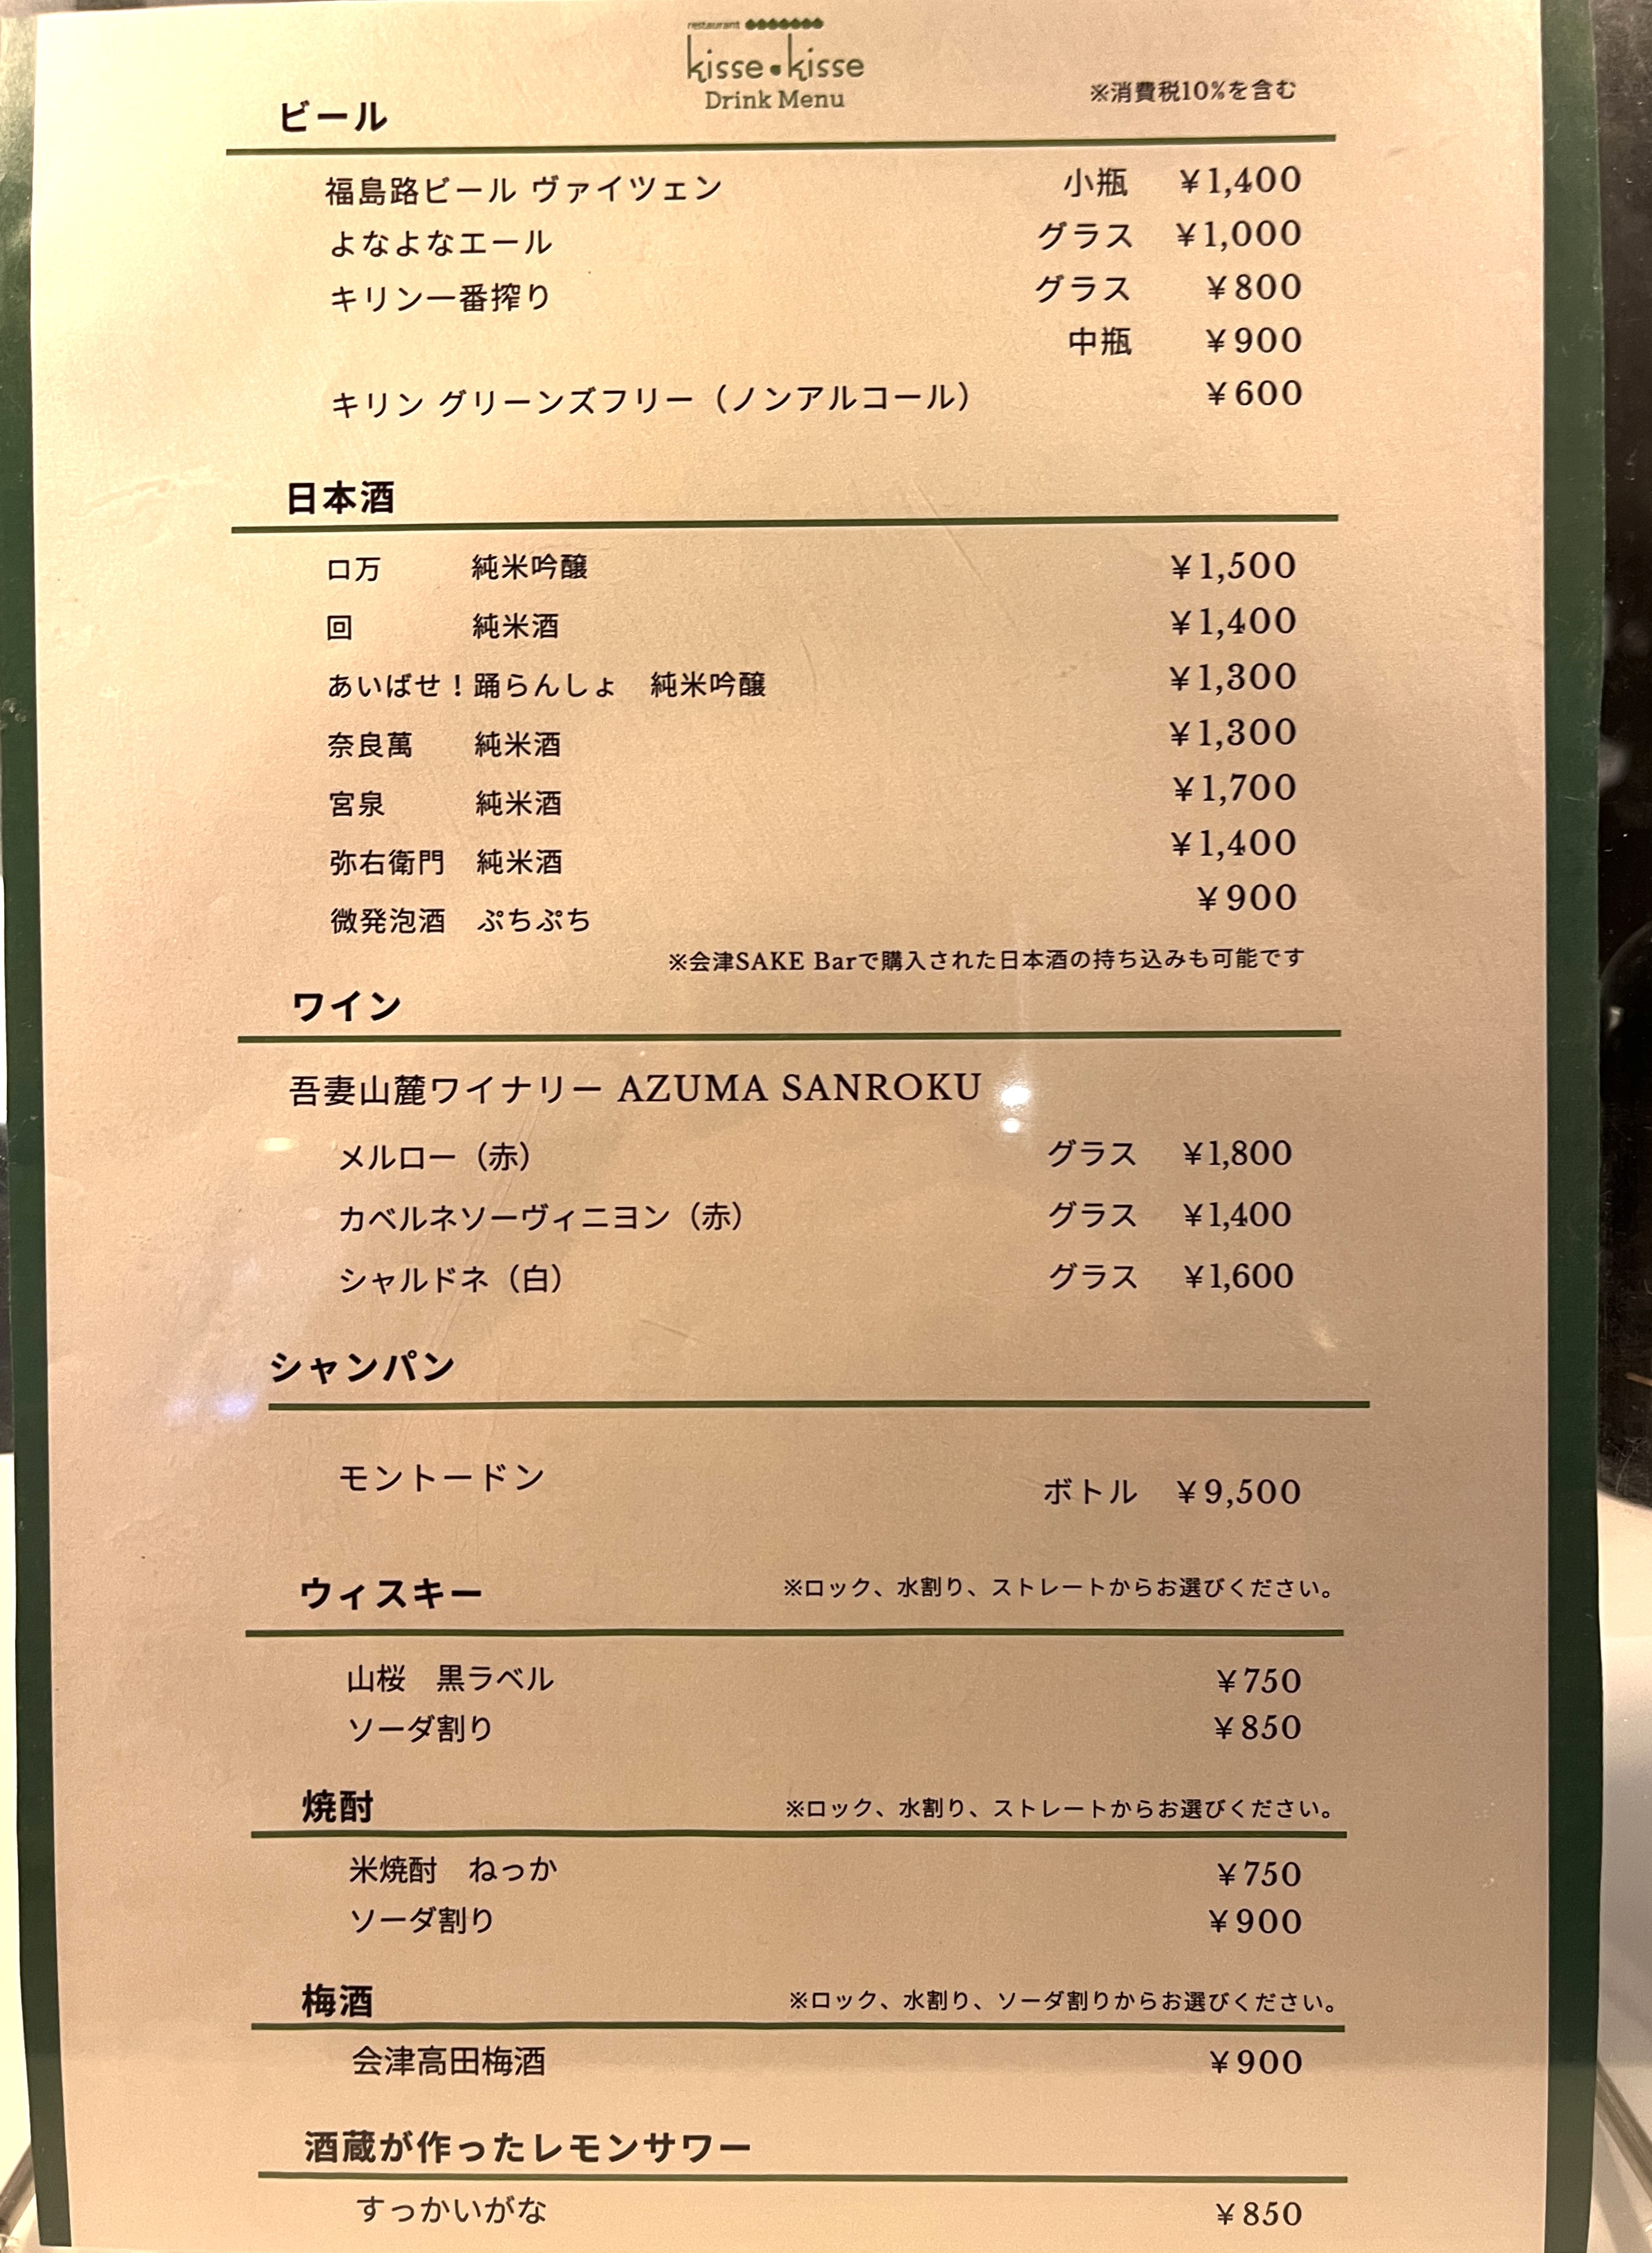 restaurant
kisse・kisse
Drink Menu
※消費税10%を含む
ビール
福島路ビール ヴァイツェン 小瓶 ¥1,400
よなよなエール グラス ¥1,000
キリン一番搾り グラス ¥800
中瓶 ¥900
キリン グリーンズフリー（ノンアルコール） ¥600
日本酒
ロ万 純米吟醸 ¥1,500
回 純米酒 ¥1,400
あいばせ！踊らんしょ 純米吟醸 ¥1,300
奈良萬 純米酒 ¥1,300
宮泉 純米酒 ¥1,700
弥右衛門 純米酒 ¥1,400
微発泡酒 ぷちぷち ¥900
※会津SAKE Barで購入された日本酒の持ち込みも可能です
ワイン
吾妻山麓ワイナリー AZUMA SANROKU
メルロー（赤） グラス ¥1,800
カベルネソーヴィニヨン（赤） グラス ¥1,400
シャルドネ（白） グラス ¥1,600
シャンパン
モントードン ボトル ¥9,500
ウィスキー ※ロック、水割り、ストレートからお選びください。
山桜 黒ラベル ¥750
ソーダ割り ¥850
焼酎 ※ロック、水割り、ストレートからお選びください。
米焼酎 ねっか ¥750
ソーダ割り ¥900
梅酒 ※ロック、水割り、ソーダ割りからお選びください。
会津高田梅酒 ¥900
酒蔵が作ったレモンサワー
すっかいがな ¥850